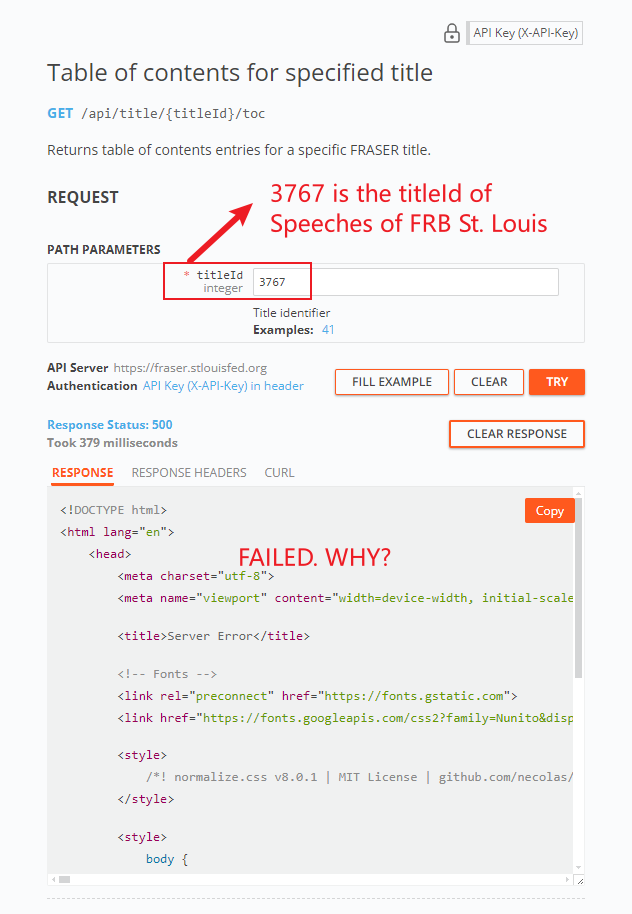 API Key (X-API-Key)
Table of contents for specified title
GET /api/title/{titleId}/toc
Returns table of contents entries for a specific FRASER title.
3767 is the titleId of
Speeches of FRB St. Louis
REQUEST
PATH PARAMETERS
* titleId
integer
3767
Title identifier
Examples: 41
API Server https://fraser.stlouisfed.org
Authentication API Key (X-API-Key) in header
FILL EXAMPLE
CLEAR
TRY
Response Status: 500
Took 379 milliseconds
CLEAR RESPONSE
RESPONSE
RESPONSE HEADERS
CURL
Copy
<!DOCTYPE html>
<html lang="en">
<head>
FAILED. WHY?
<meta charset="utf-8">
<meta name="viewport" content="width=device-width, initial-scale
<title>Server Error</title>
<!-- Fonts -->
<link rel="preconnect" href="https://fonts.gstatic.com">
<link href="https://fonts.googleapis.com/css2?family=Nunito&disp
<style>
/*! normalize.css v8.0.1 | MIT License | github.com/necolas/
</style>
<style>
body {